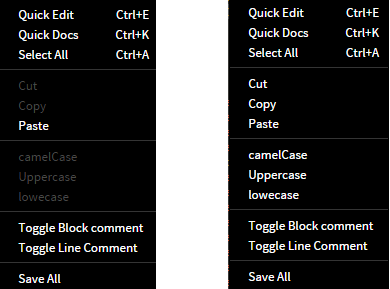 Quick Edit Ctrl+E
Quick Docs Ctrl+K
Select All Ctrl+A
Cut
Copy
Paste
camelCase
Uppercase
lowecase
Toggle Block comment
Toggle Line Comment
Save All
Quick Edit Ctrl+E
Quick Docs Ctrl+K
Select All Ctrl+A
Cut
Copy
Paste
camelCase
Uppercase
lowecase
Toggle Block comment
Toggle Line Comment
Save All